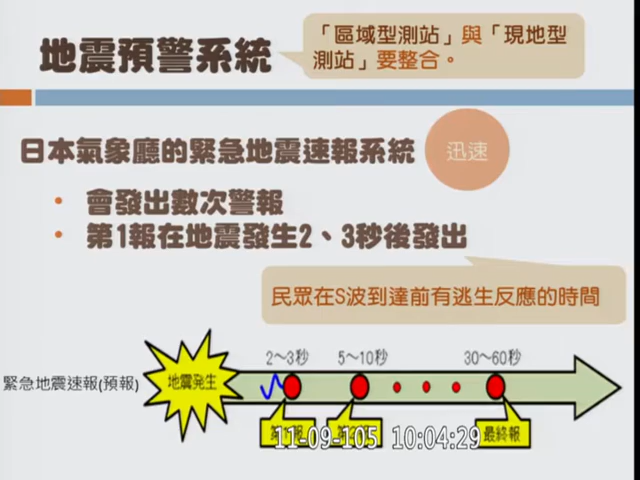 地震預警系統
「區域型測站」與「現地型
測站」要整合。
日本氣象廳的緊急地震速報系統
迅速
• 會發出數次警報
• 第1報在地震發生2、3秒後發出
民眾在S波到達前有逃生反應的時間
2～3秒
5～10秒
30～60秒
緊急地震速報(預報)
地震発生
最終報
11-09-105 10:04:29